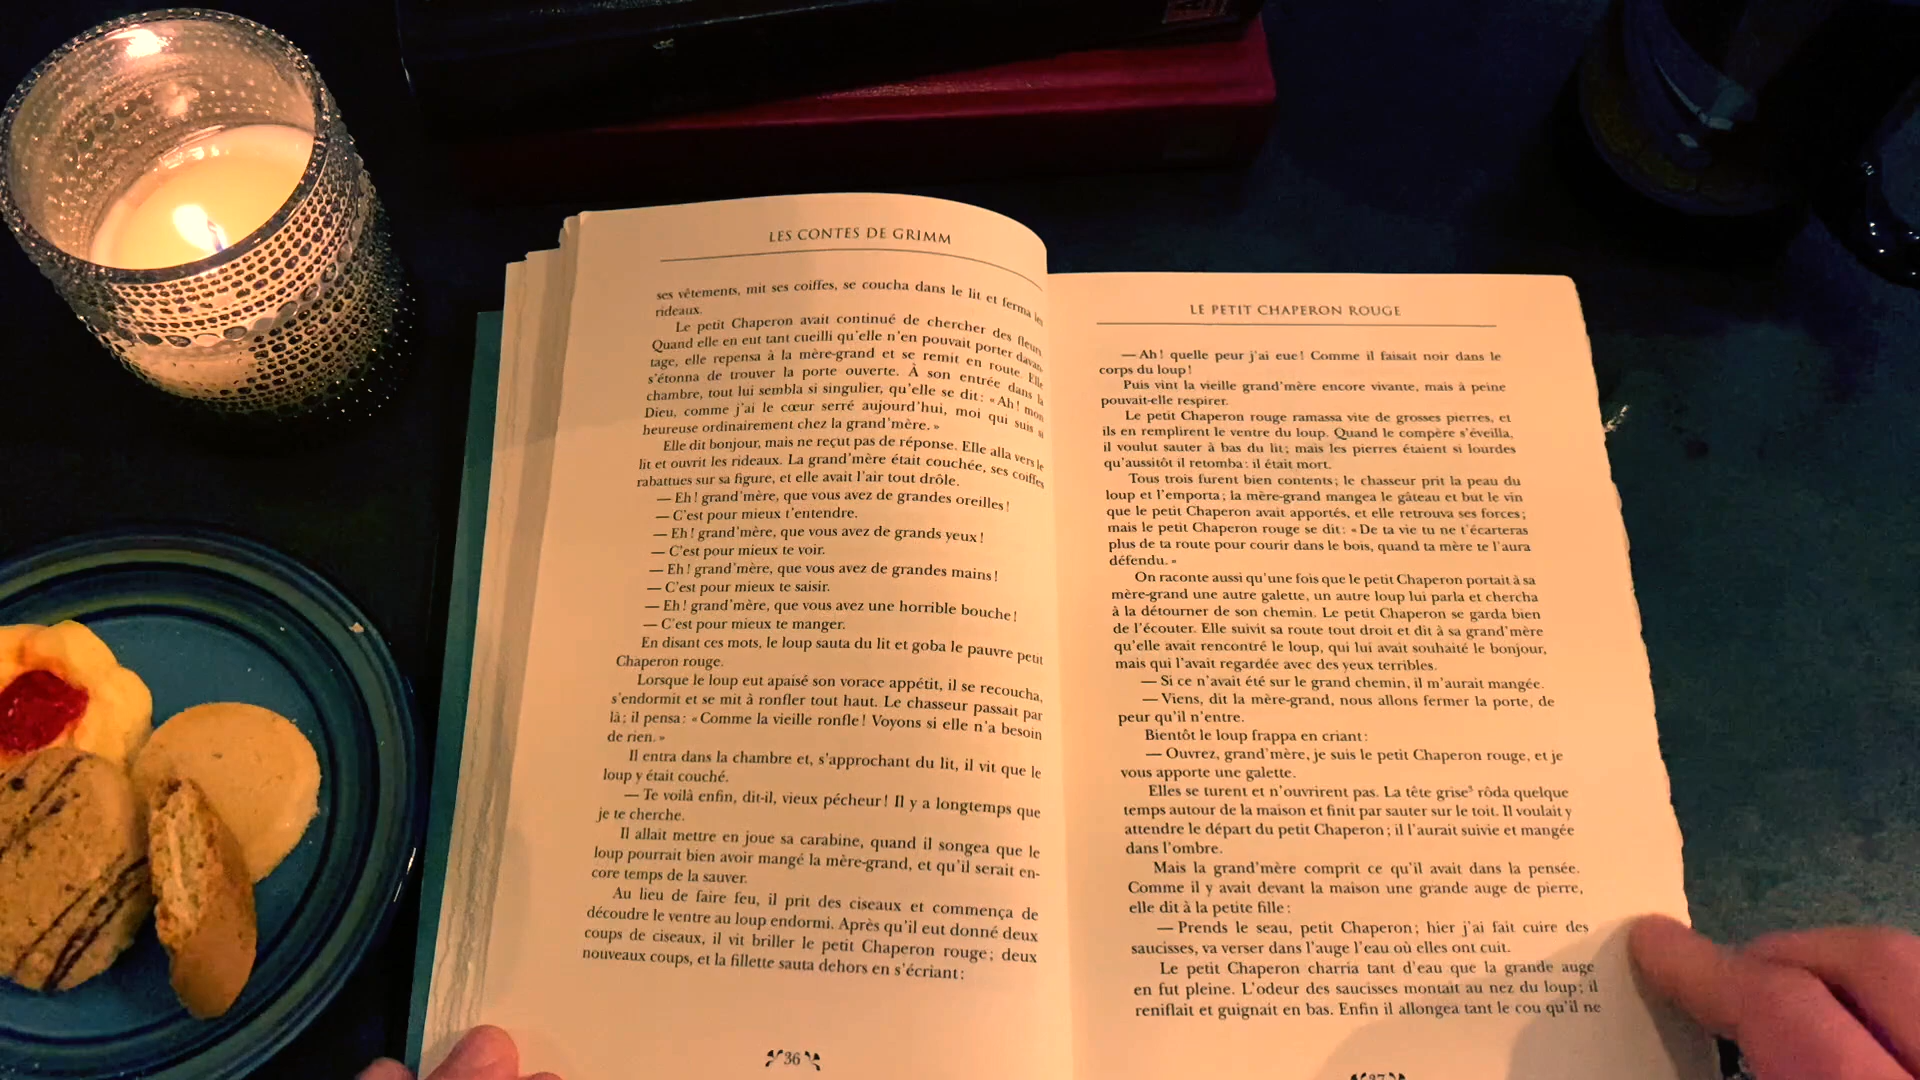 LES CONTES DE GRIMM
ses vêtements, mit ses coiffes, se coucha dans le lit et ferma les
rideaux.
Le petit Chaperon avait continué de chercher des fleurs.
Quand elle en eut tant cueilli qu'elle n'en pouvait porter davan-
tage, elle repensa à la mère-grand et se remit en route. Elle
s'étonna de trouver la porte ouverte. À son entrée dans la
chambre, tout lui sembla si singulier, qu'elle se dit : « Ah ! mon
Dieu, comme j'ai le cœur serré aujourd'hui, moi qui suis si
heureuse ordinairement chez la grand'mère. »
Elle dit bonjour, mais ne reçut pas de réponse. Elle alla vers le
lit et ouvrit les rideaux. La grand'mère était couchée, ses coiffes
rabattues sur sa figure, et elle avait l'air tout drôle.
— Eh ! grand'mère, que vous avez de grandes oreilles !
— C'est pour mieux t'entendre.
— Eh ! grand'mère, que vous avez de grands yeux !
— C'est pour mieux te voir.
— Eh ! grand'mère, que vous avez de grandes mains !
— C'est pour mieux te saisir.
— Eh ! grand'mère, que vous avez une horrible bouche !
— C'est pour mieux te manger.
En disant ces mots, le loup sauta du lit et goba le pauvre petit
Chaperon rouge.
Lorsque le loup eut apaisé son vorace appétit, il se recoucha,
s'endormit et se mit à ronfler tout haut. Le chasseur passait par
là ; il pensa : « Comme la vieille ronfle ! Voyons si elle n'a besoin
de rien. »
Il entra dans la chambre et, s'approchant du lit, il vit que le
loup y était couché.
— Te voilà enfin, dit-il, vieux pécheur ! Il y a longtemps que
je te cherche.
Il allait mettre en joue sa carabine, quand il songea que le
loup pourrait bien avoir mangé la mère-grand, et qu'il serait en-
core temps de la sauver.
Au lieu de faire feu, il prit des ciseaux et commença de
découdre le ventre au loup endormi. Après qu'il eut donné deux
coups de ciseaux, il vit briller le petit Chaperon rouge ; deux
nouveaux coups, et la fillette sauta dehors en s'écriant :
36
LE PETIT CHAPERON ROUGE
— Ah ! quelle peur j'ai eue ! Comme il faisait noir dans le
corps du loup !
Puis vint la vieille grand'mère encore vivante, mais à peine
pouvait-elle respirer.
Le petit Chaperon rouge ramassa vite de grosses pierres, et
ils en remplirent le ventre du loup. Quand le compère s'éveilla,
il voulut sauter à bas du lit ; mais les pierres étaient si lourdes
qu'aussitôt il retomba : il était mort.
Tous trois furent bien contents ; le chasseur prit la peau du
loup et l'emporta ; la mère-grand mangea le gâteau et but le vin
que le petit Chaperon avait apportés, et elle retrouva ses forces ;
mais le petit Chaperon rouge se dit : « De ta vie tu ne t'écarteras
plus de ta route pour courir dans le bois, quand ta mère te l'aura
défendu. »
On raconte aussi qu'une fois que le petit Chaperon portait à sa
mère-grand une autre galette, un autre loup lui parla et chercha
à la détourner de son chemin. Le petit Chaperon se garda bien
de l'écouter. Elle suivit sa route tout droit et dit à sa grand'mère
qu'elle avait rencontré le loup, qui lui avait souhaité le bonjour,
mais qui l'avait regardée avec des yeux terribles.
— Si ce n'avait été sur le grand chemin, il m'aurait mangée.
— Viens, dit la mère-grand, nous allons fermer la porte, de
peur qu'il n'entre.
Bientôt le loup frappa en criant :
— Ouvrez, grand'mère, je suis le petit Chaperon rouge, et je
vous apporte une galette.
Elles se turent et n'ouvrirent pas. La tête grise³ rôda quelque
temps autour de la maison et finit par sauter sur le toit. Il voulait y
attendre le départ du petit Chaperon ; il l'aurait suivie et mangée
dans l'ombre.
Mais la grand'mère comprit ce qu'il avait dans la pensée.
Comme il y avait devant la maison une grande auge de pierre,
elle dit à la petite fille :
— Prends le seau, petit Chaperon ; hier j'ai fait cuire des
saucisses, va verser dans l'auge l'eau où elles ont cuit.
Le petit Chaperon charria tant d'eau que la grande auge
en fut pleine. L'odeur des saucisses montait au nez du loup ; il
reniflait et guignait en bas. Enfin il allongea tant le cou qu'il ne